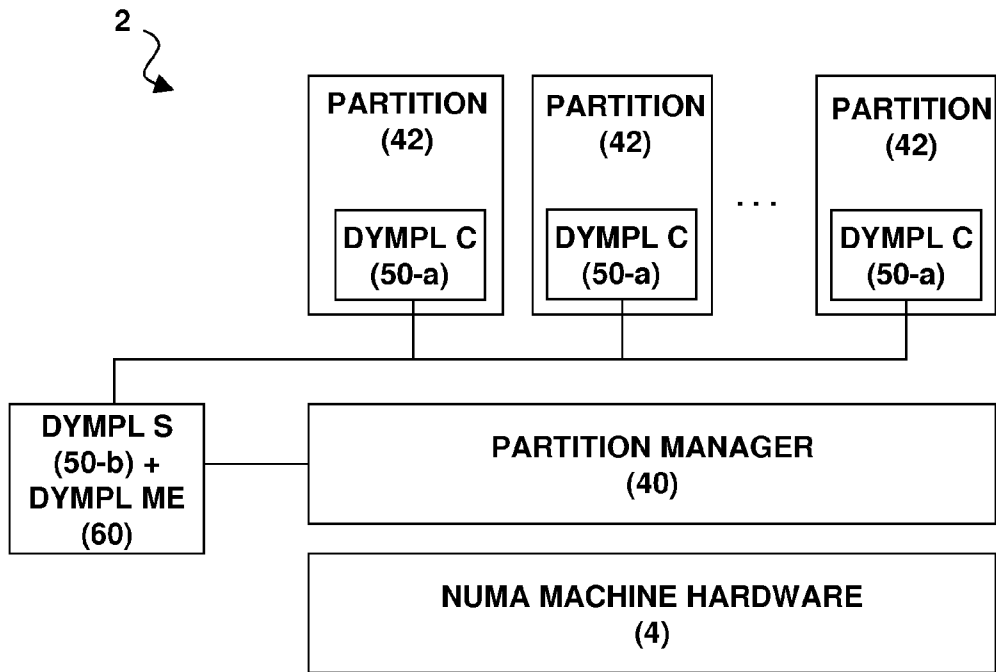 2
PARTITION
(42)
PARTITION
(42)
PARTITION
(42)
. . .
DYMPL C
(50-a)
DYMPL C
(50-a)
DYMPL C
(50-a)
DYMPL S
(50-b) +
DYMPL ME
(60)
PARTITION MANAGER
(40)
NUMA MACHINE HARDWARE
(4)